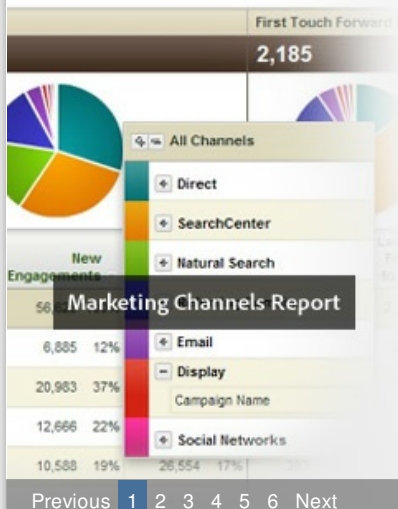 First Touch Forward
2,185
All Channels
Direct
SearchCenter
New
Engagements
Natural Search
Marketing Channels Report
6,885 12%
Email
20,983 37%
Display
Campaign Name
12,666 22%
Social Networks
10,588 19% 26,554 17%
Previous 1 2 3 4 5 6 Next